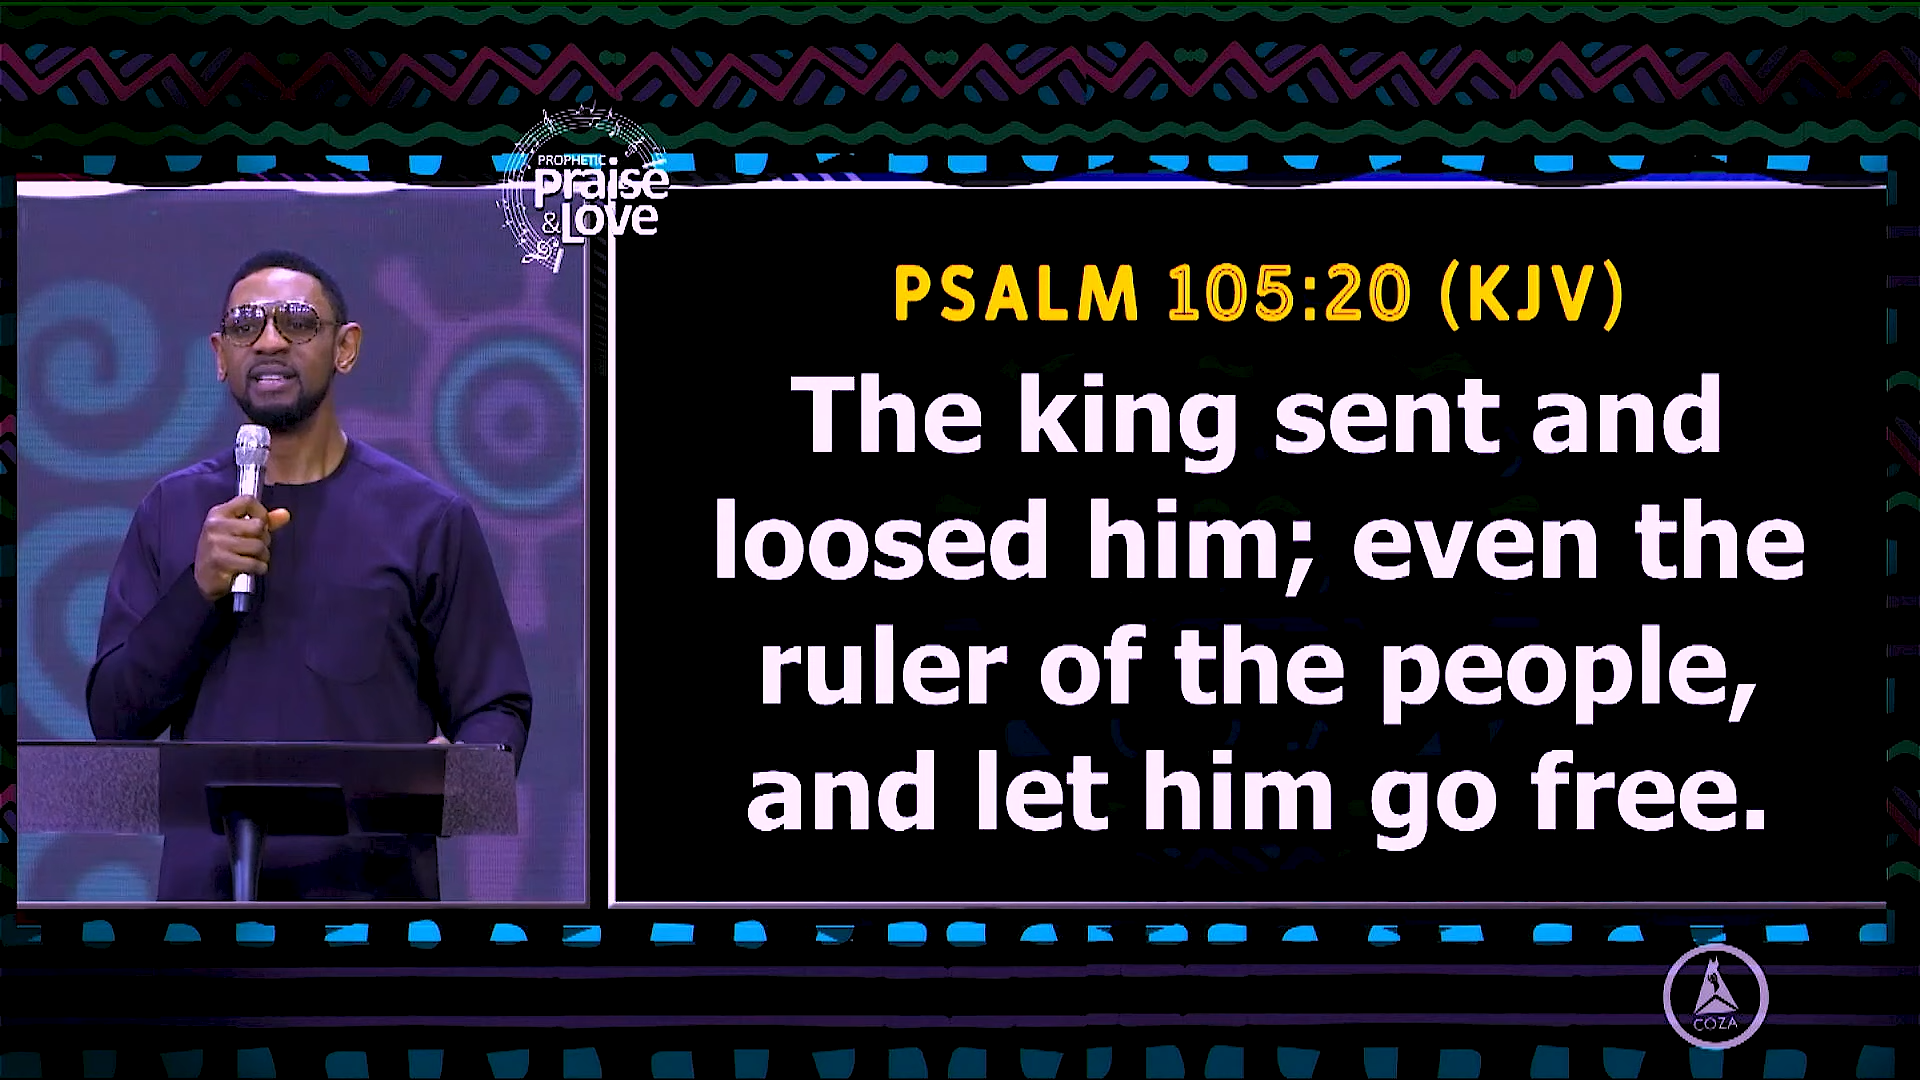 PROPHETIC
praise
&Love
PSALM 105:20 (KJV)
The king sent and
loosed him; even the
ruler of the people,
and let him go free.
COZA